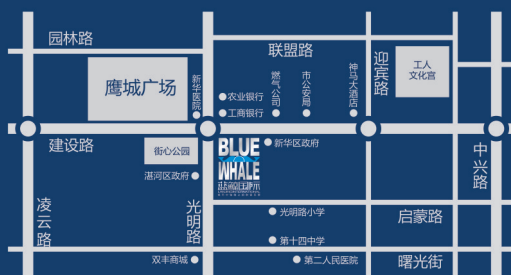 园林路
联盟路
迎宾路
工人
文化宫
鹰城广场
新华医院
农业银行
工商银行
燃气公司
市公安局
神马大酒店
建设路
街心公园
湛河区政府
BLUE
WHALE
新华区政府
中兴路
凌云路
光明路
光明路小学
启蒙路
第十四中学
双丰商城
第二人民医院
曙光街